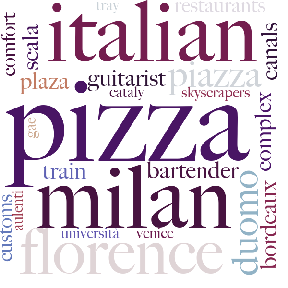 tray
restaurants
italian
comfort
scala
plaza
guitarist
piazza
canals
cataly
skyscrapers
pizza
gae
complex
train
bartender
milan
customs
aulenti
duomo
bordeaux
universita
venice
florence